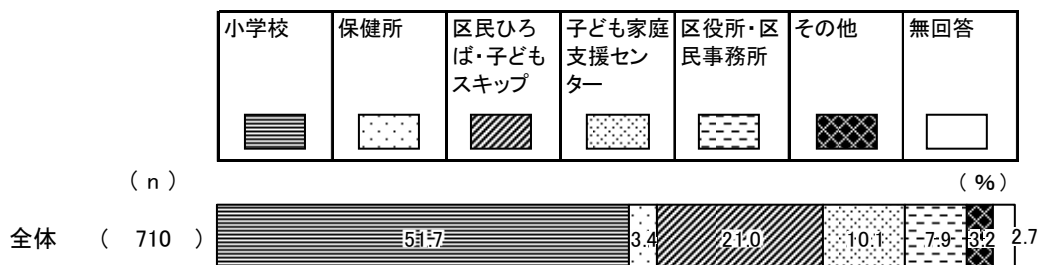 小学校
保健所
区民ひろ
ば・子ども
スキップ
子ども家庭
支援セン
ター
区役所・区
民事務所
その他
無回答
(n) (%)
全体 ( 710 ) 51.7 3.4 21.0 10.1 7.9 3.2 2.7